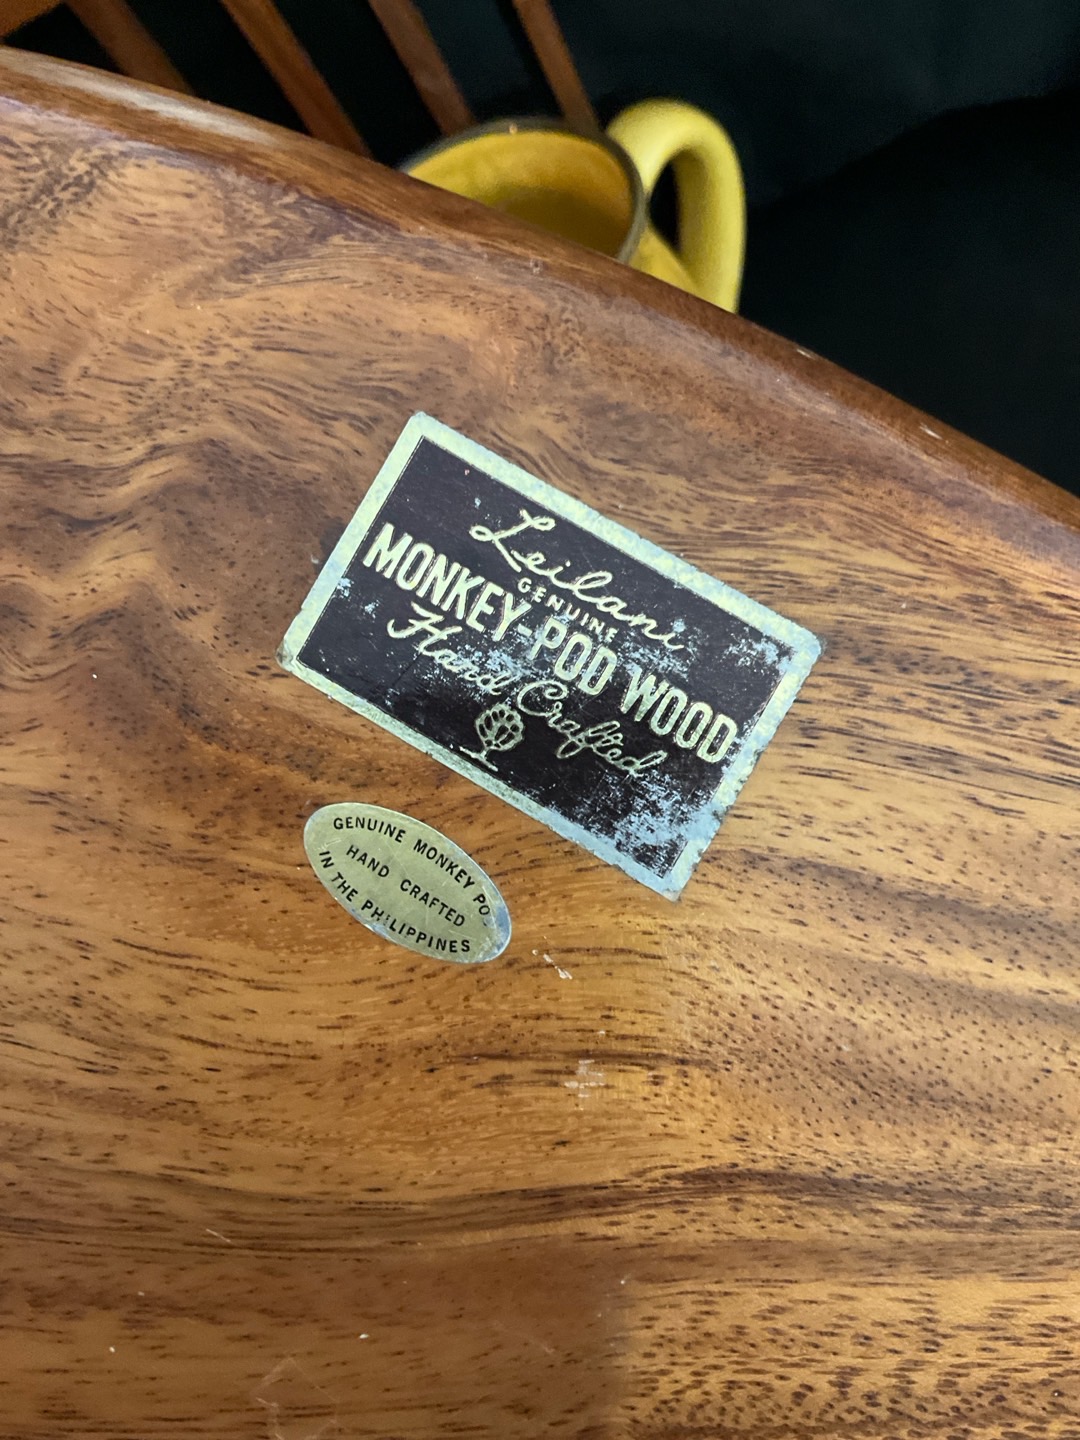 Leilani
GENUINE
MONKEY-POD WOOD
Hand Crafted
GENUINE MONKEY PO
HAND CRAFTED
IN THE PHILIPPINES